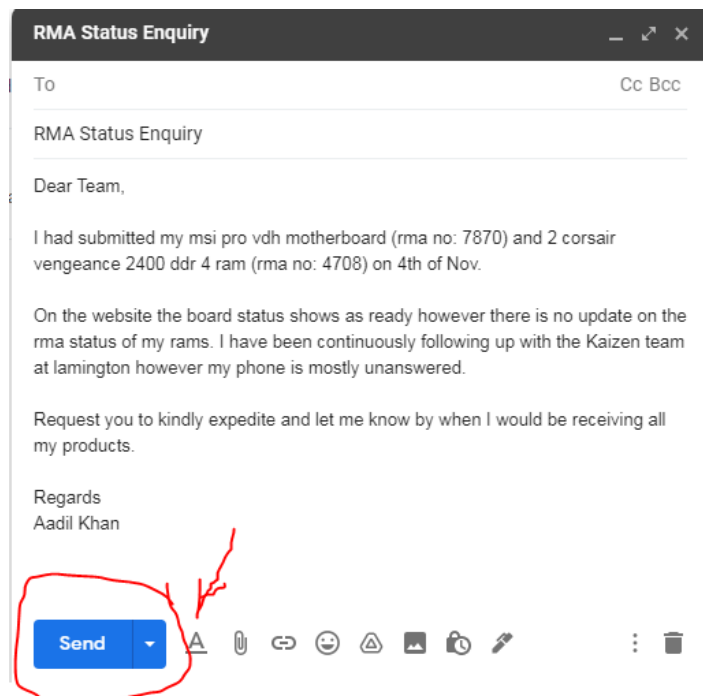 RMA Status Enquiry
To Cc Bcc
RMA Status Enquiry
Dear Team,
I had submitted my msi pro vdh motherboard (rma no: 7870) and 2 corsair
vengeance 2400 ddr 4 ram (rma no: 4708) on 4th of Nov.
On the website the board status shows as ready however there is no update on the
rma status of my rams. I have been continuously following up with the Kaizen team
at lamington however my phone is mostly unanswered.
Request you to kindly expedite and let me know by when I would be receiving all
my products.
Regards
Aadil Khan
Send A